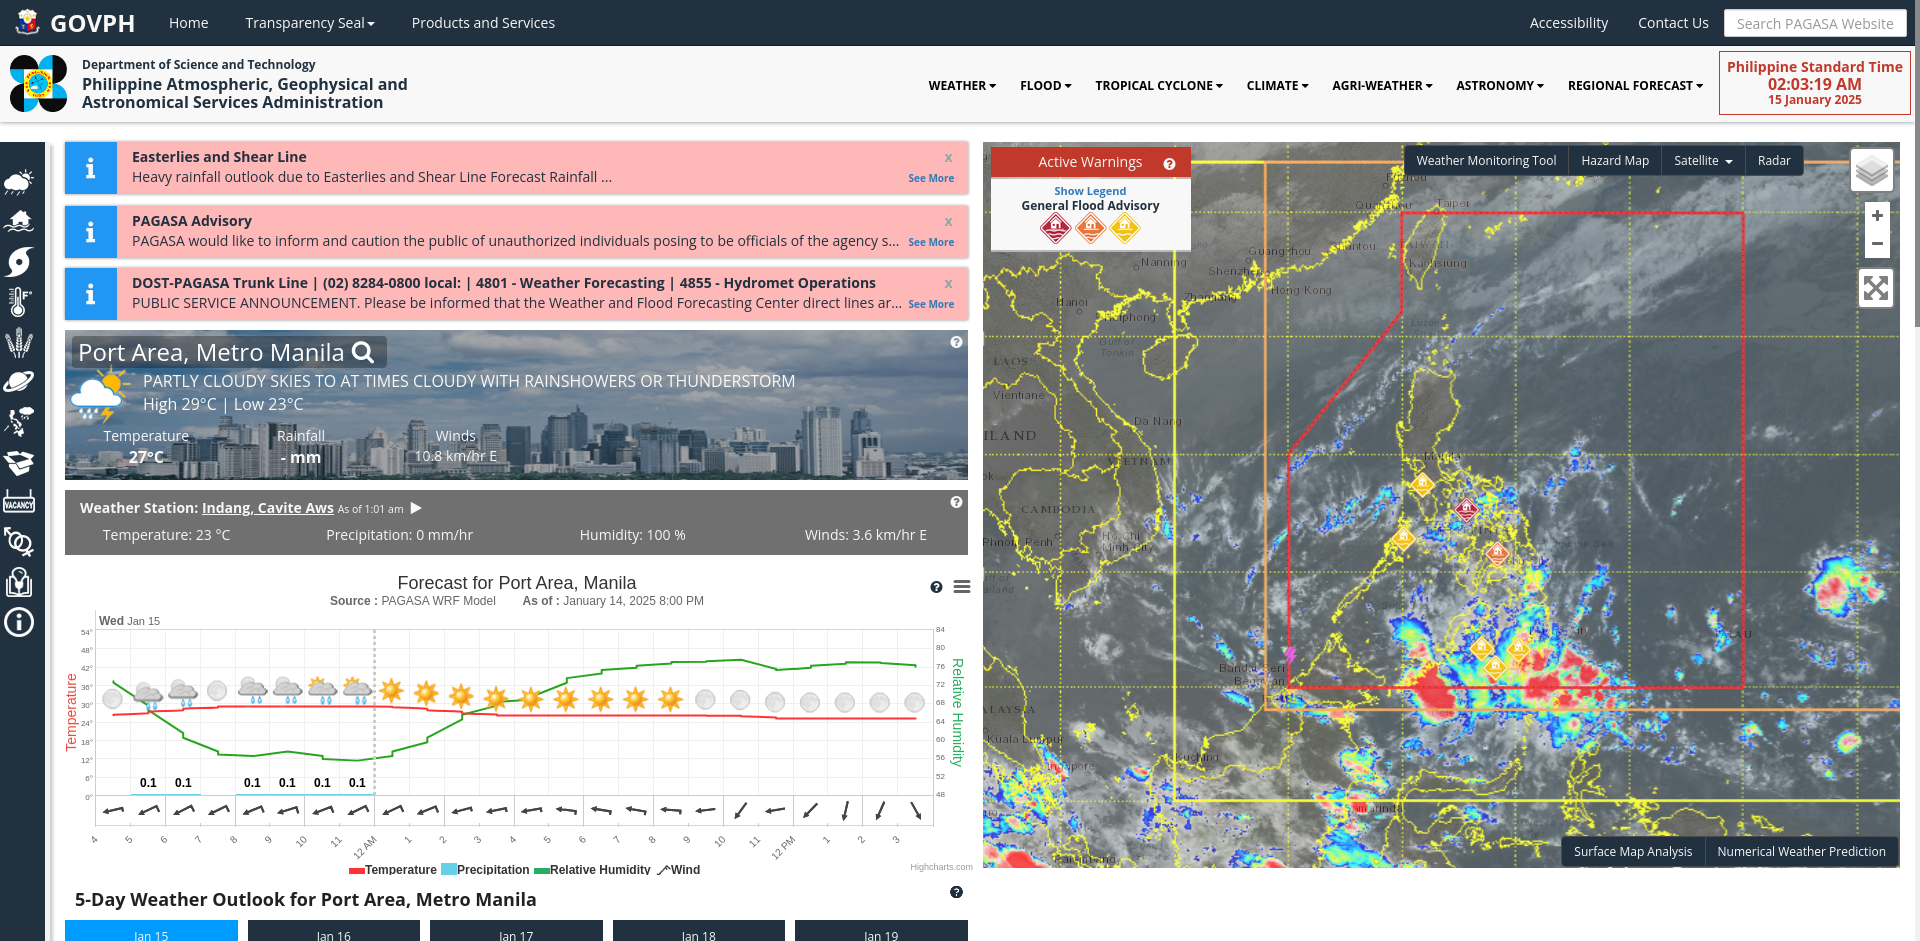 GOVPH
Home
Transparency Seal
Products and Services
Accessibility
Contact Us
Search PAGASA Website
Department of Science and Technology
Philippine Atmospheric, Geophysical and
Astronomical Services Administration
WEATHER
FLOOD
TROPICAL CYCLONE
CLIMATE
AGRI-WEATHER
ASTRONOMY
REGIONAL FORECAST
Philippine Standard Time
02:03:19 AM
15 January 2025
Easterlies and Shear Line
x
Heavy rainfall outlook due to Easterlies and Shear Line Forecast Rainfall ...
See More
PAGASA Advisory
x
PAGASA would like to inform and caution the public of unauthorized individuals posing to be officials of the agency s...
See More
DOST-PAGASA Trunk Line | (02) 8284-0800 local: | 4801 - Weather Forecasting | 4855 - Hydromet Operations
x
PUBLIC SERVICE ANNOUNCEMENT. Please be informed that the Weather and Flood Forecasting Center direct lines ar...
See More
VACANCY
Port Area, Metro Manila
PARTLY CLOUDY SKIES TO AT TIMES CLOUDY WITH RAINSHOWERS OR THUNDERSTORM
High 29°C | Low 23°C
Temperature
Rainfall
Winds
27°C
- mm
10.8 km/hr E
Weather Station: Indang, Cavite Aws As of 1:01 am
Temperature: 23 °C
Precipitation: 0 mm/hr
Humidity: 100 %
Winds: 3.6 km/hr E
Forecast for Port Area, Manila
Source : PAGASA WRF Model As of : January 14, 2025 8:00 PM
Wed Jan 15
54°
48°
42°
36°
30°
24°
18°
12°
6°
0°
Temperature
84
80
76
72
68
64
60
56
52
48
Relative Humidity
0.1
0.1
0.1
0.1
0.1
0.1
4
5
6
7
8
9
10
11
12 AM
1
2
3
4
5
6
7
8
9
10
11
12 PM
1
2
3
Temperature
Precipitation
Relative Humidity
Wind
Highcharts.com
5-Day Weather Outlook for Port Area, Metro Manila
Jan 15
Jan 16
Jan 17
Jan 18
Jan 19
Active Warnings
Show Legend
General Flood Advisory
Weather Monitoring Tool
Hazard Map
Satellite
Radar
+
−
Taipei
Guangzhou
Shantou
Kaohsiung
Nanning
Shenzhen
Hong Kong
Zhanjiang
Hanoi
Haiphong
Gulf of
Tonkin
Luzon
LAOS
Vientiane
Da Nang
ILAND
VIETNAM
Manila
CAMBODIA
Phnom Penh
Ho Chi
Minh City
Bandar Seri
Begawan
ALAYSIA
Kuala Lumpur
Kuching
Surface Map Analysis
Numerical Weather Prediction